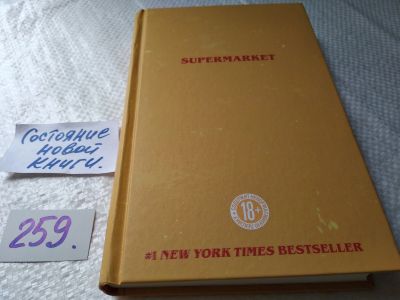 SUPERMARKET
Состояние
новой
книги.
259.
18+
#1 NEW YORK TIMES BESTSELLER